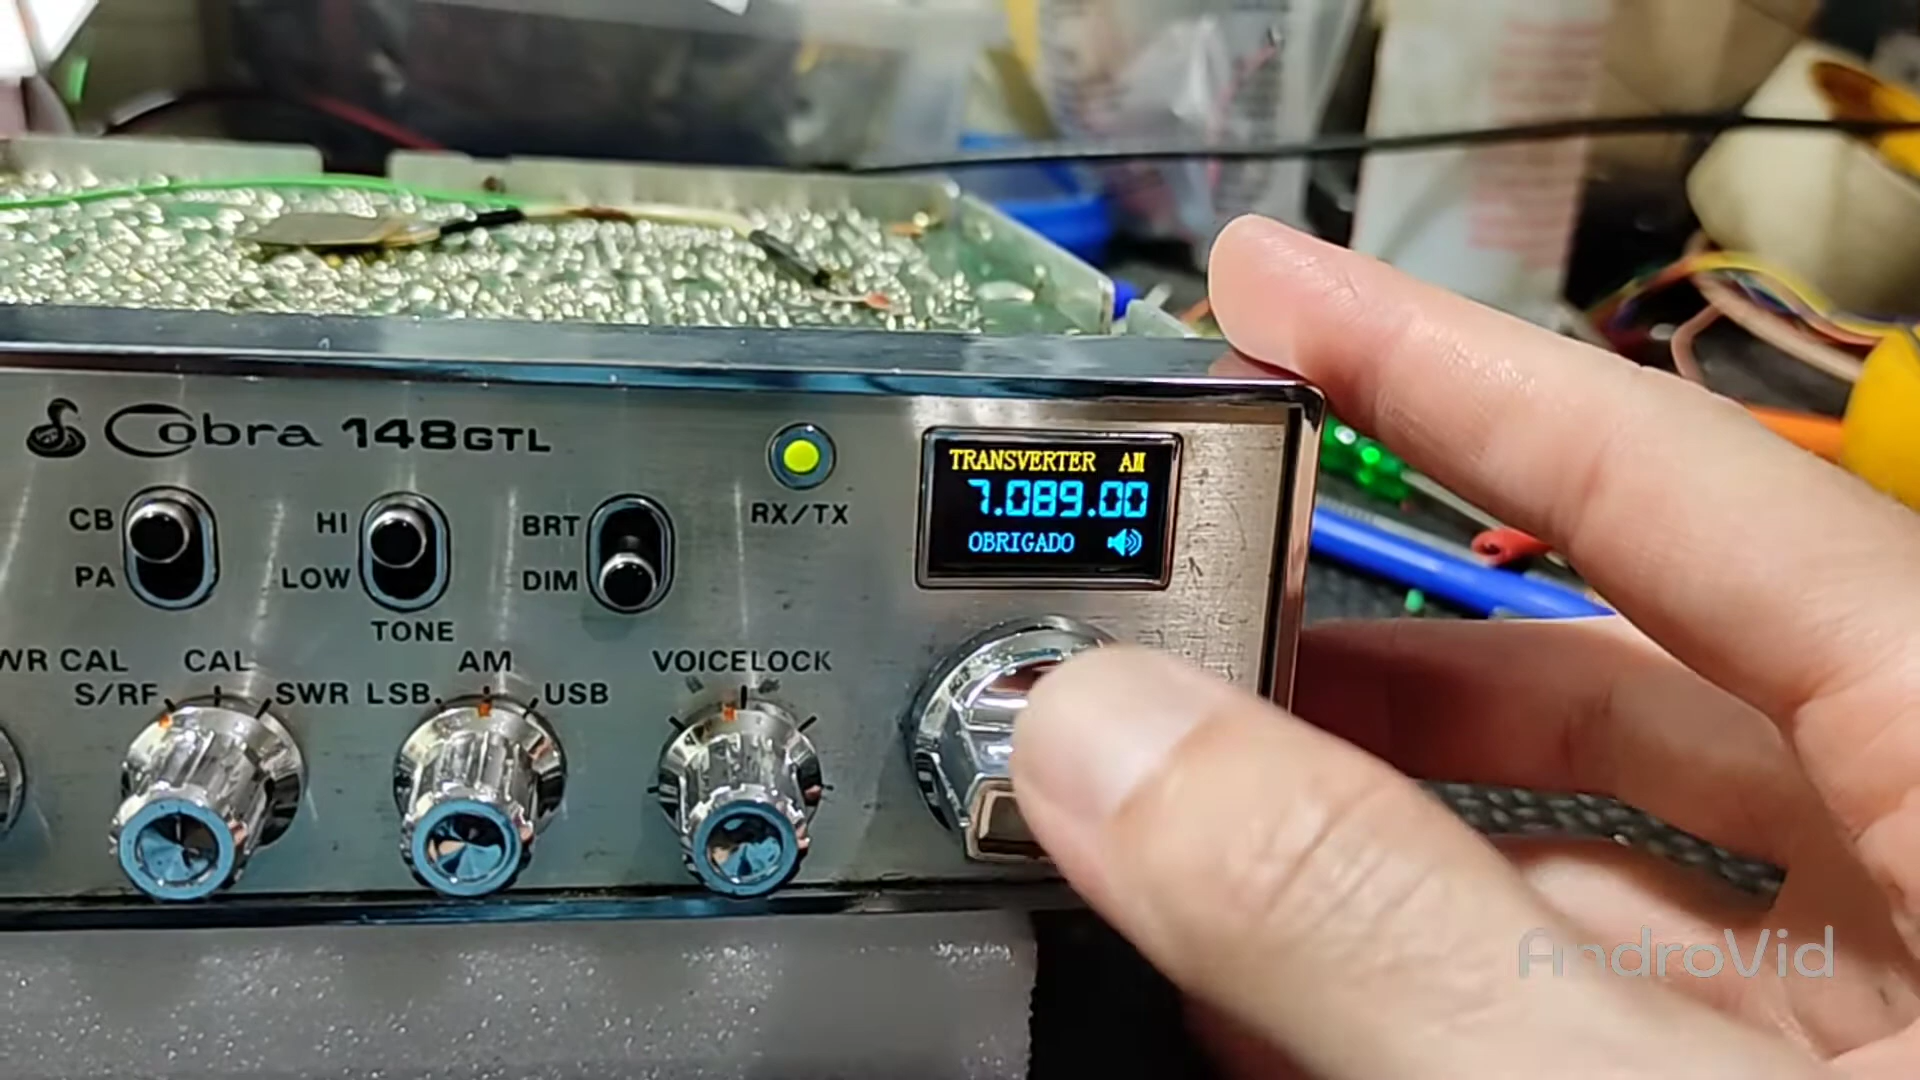 Cobra 148GTL
TRANSVERTER AM
7.089.00
OBRIGADO
CB
PA
HI
LOW
TONE
BRT
DIM
RX/TX
WR CAL
CAL
S/RF
SWR
AM
LSB
USB
VOICELOCK
AndroVid